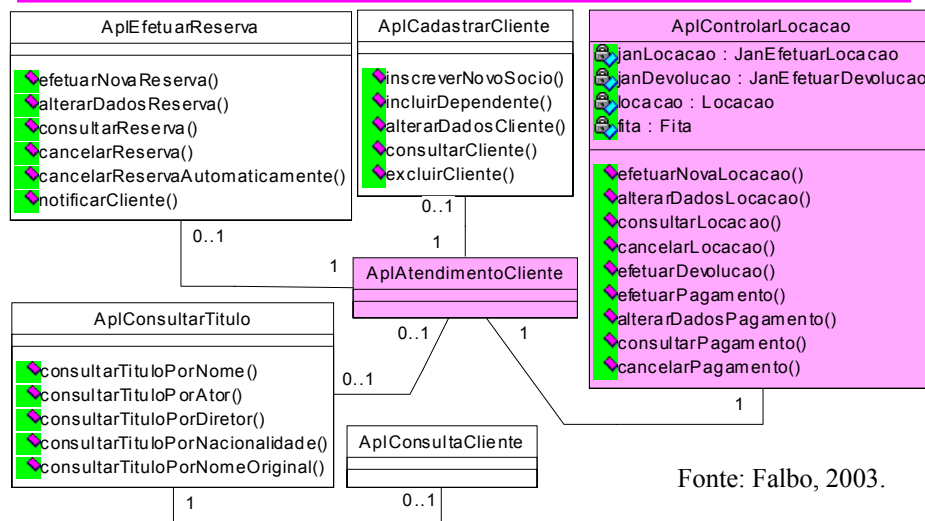 AplEfetuarReserva
efetuarNovaReserva()
alterarDadosReserva()
consultarReserva()
cancelarReserva()
cancelarReservaAutomaticamente()
notificarCliente()
AplCadastrarCliente
inscreverNovoSocio()
incluirDependente()
alterarDadosCliente()
consultarCliente()
excluirCliente()
AplControlarLocacao
janLocacao : JanEfetuarLocacao
janDevolucao : JanEfetuarDevolucao
locacao : Locacao
fita : Fita
efetuarNovaLocacao()
alterarDadosLocacao()
consultarLocacao()
cancelarLocacao()
efetuarDevolucao()
efetuarPagamento()
alterarDadosPagamento()
consultarPagamento()
cancelarPagamento()
0..1
0..1
1
1
AplAtendimentoCliente
0..1
1
AplConsultarTitulo
consultarTituloPorNome()
consultarTituloPorAtor()
consultarTituloPorDiretor()
consultarTituloPorNacionalidade()
consultarTituloPorNomeOriginal()
0..1
1
AplConsultaCliente
Fonte: Falbo, 2003.
1
0..1